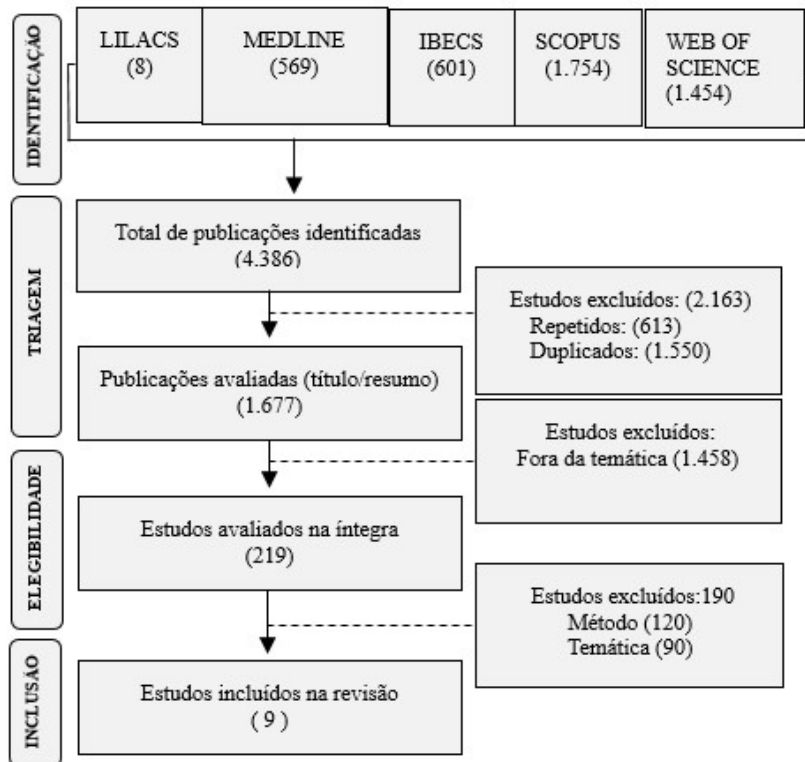 IDENTIFICAÇÃO
LILACS
(8)
MEDLINE
(569)
IBECS
(601)
SCOPUS
(1.754)
WEB OF
SCIENCE
(1.454)
TRIAGEM
Total de publicações identificadas
(4.386)
Estudos excluídos: (2.163)
Repetidos: (613)
Duplicados: (1.550)
Publicações avaliadas (título/resumo)
(1.677)
Estudos excluídos:
Fora da temática (1.458)
ELEGIBILIDADE
Estudos avaliados na íntegra
(219)
Estudos excluídos:190
Método (120)
Temática (90)
INCLUSÃO
Estudos incluídos na revisão
( 9 )